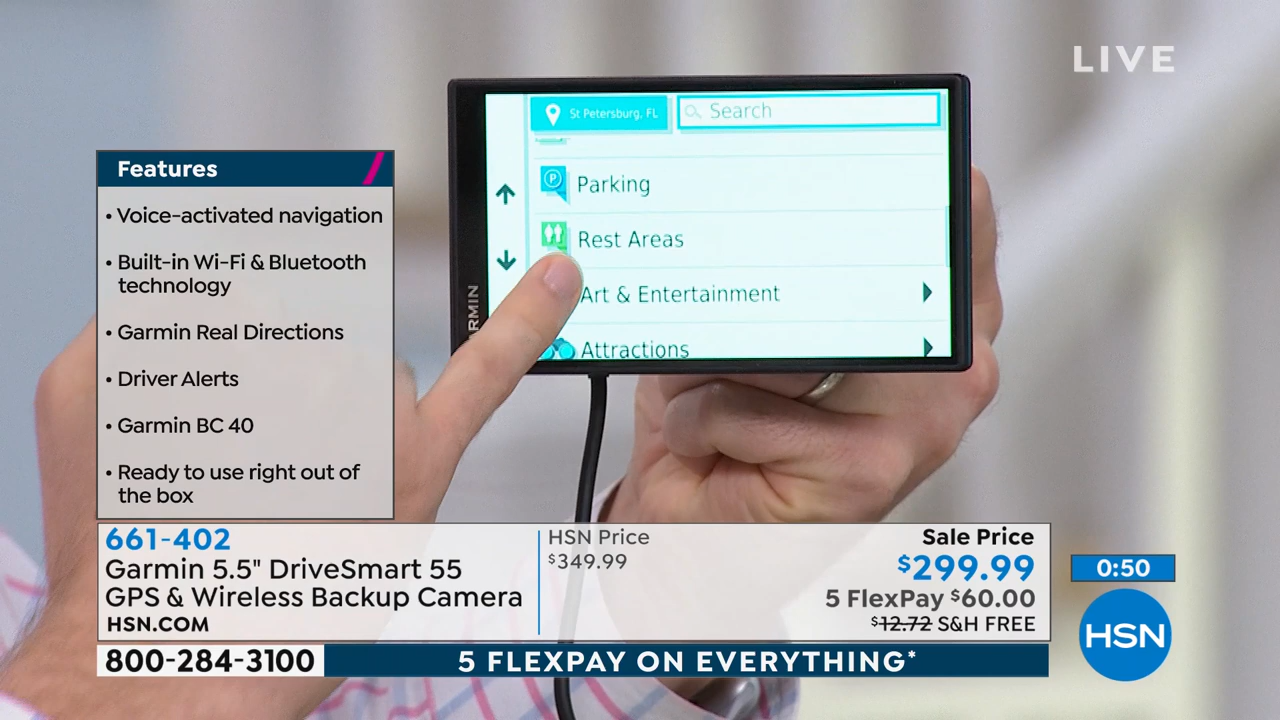 LIVE
St Petersburg, FL
Search
Parking
Rest Areas
Art & Entertainment
Attractions
Features
• Voice-activated navigation
• Built-in Wi-Fi & Bluetooth
technology
• Garmin Real Directions
• Driver Alerts
• Garmin BC 40
• Ready to use right out of
the box
661-402
Garmin 5.5" DriveSmart 55
GPS & Wireless Backup Camera
HSN.COM
HSN Price
$349.99
Sale Price
$299.99
5 FlexPay $60.00
$12.72 S&H FREE
0:50
HSN
800-284-3100
5 FLEXPAY ON EVERYTHING*